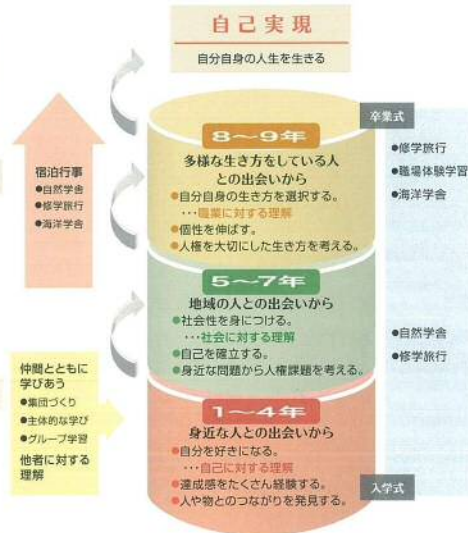 自己実現
自分自身の人生を生きる
卒業式
8〜9年
多様な生き方をしている人
との出会いから
●自分自身の生き方を選択する。
…職業に対する理解
●個性を伸ばす。
●人権を大切にした生き方を考える。
5〜7年
地域の人との出会いから
●社会性を身につける。
…社会に対する理解
●自己を確立する。
●身近な問題から人権課題を考える。
1〜4年
身近な人との出会いから
●自分を好きになる。
…自己に対する理解
●達成感をたくさん経験する。
●人や物とのつながりを発見する。
入学式
宿泊行事
●自然学舎
●修学旅行
●海洋学舎
仲間とともに
学びあう
●集団づくり
●主体的な学び
●グループ学習
他者に対する
理解
●修学旅行
●職場体験学習
●海洋学舎
●自然学舎
●修学旅行